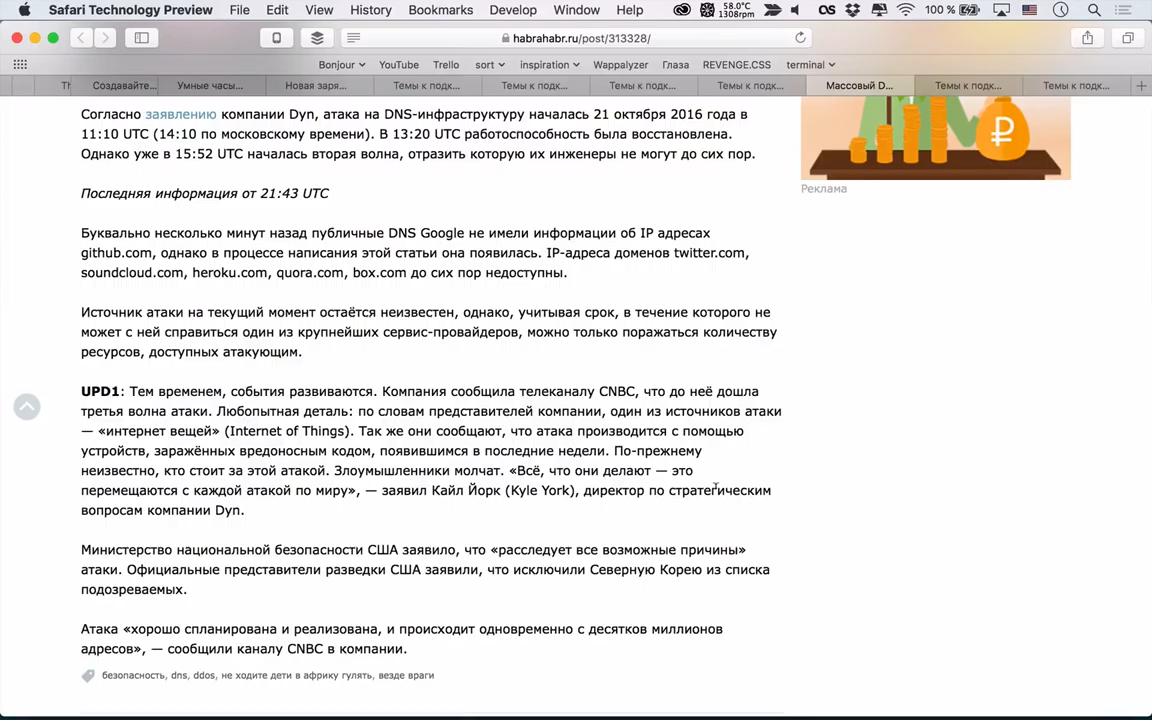 Safari Technology Preview File Edit View History Bookmarks Develop Window Help 58.0°C 1308rpm 100 %
habrahabr.ru/post/313328/
Bonjour YouTube Trello sort inspiration Wappalyzer Глаза REVENGE.CSS terminal
Th Создавайте... Умные часы... Новая заря... Темы к подк... Темы к подк... Темы к подк... Темы к подк... Массовый D... Темы к подк... Темы к подк...
Согласно заявлению компании Dyn, атака на DNS-инфраструктуру началась 21 октября 2016 года в
11:10 UTC (14:10 по московскому времени). В 13:20 UTC работоспособность была восстановлена.
Однако уже в 15:52 UTC началась вторая волна, отразить которую их инженеры не могут до сих пор.
₽
Реклама
Последняя информация от 21:43 UTC
Буквально несколько минут назад публичные DNS Google не имели информации об IP адресах
github.com, однако в процессе написания этой статьи она появилась. IP-адреса доменов twitter.com,
soundcloud.com, heroku.com, quora.com, box.com до сих пор недоступны.
Источник атаки на текущий момент остаётся неизвестен, однако, учитывая срок, в течение которого не
может с ней справиться один из крупнейших сервис-провайдеров, можно только поражаться количеству
ресурсов, доступных атакующим.
UPD1: Тем временем, события развиваются. Компания сообщила телеканалу CNBC, что до неё дошла
третья волна атаки. Любопытная деталь: по словам представителей компании, один из источников атаки
— «интернет вещей» (Internet of Things). Так же они сообщают, что атака производится с помощью
устройств, заражённых вредоносным кодом, появившимся в последние недели. По-прежнему
неизвестно, кто стоит за этой атакой. Злоумышленники молчат. «Всё, что они делают — это
перемещаются с каждой атакой по миру», — заявил Кайл Йорк (Kyle York), директор по стратегическим
вопросам компании Dyn.
Министерство национальной безопасности США заявило, что «расследует все возможные причины»
атаки. Официальные представители разведки США заявили, что исключили Северную Корею из списка
подозреваемых.
Атака «хорошо спланирована и реализована, и происходит одновременно с десятков миллионов
адресов», — сообщили каналу CNBC в компании.
безопасность, dns, ddos, не ходите дети в африку гулять, везде враги